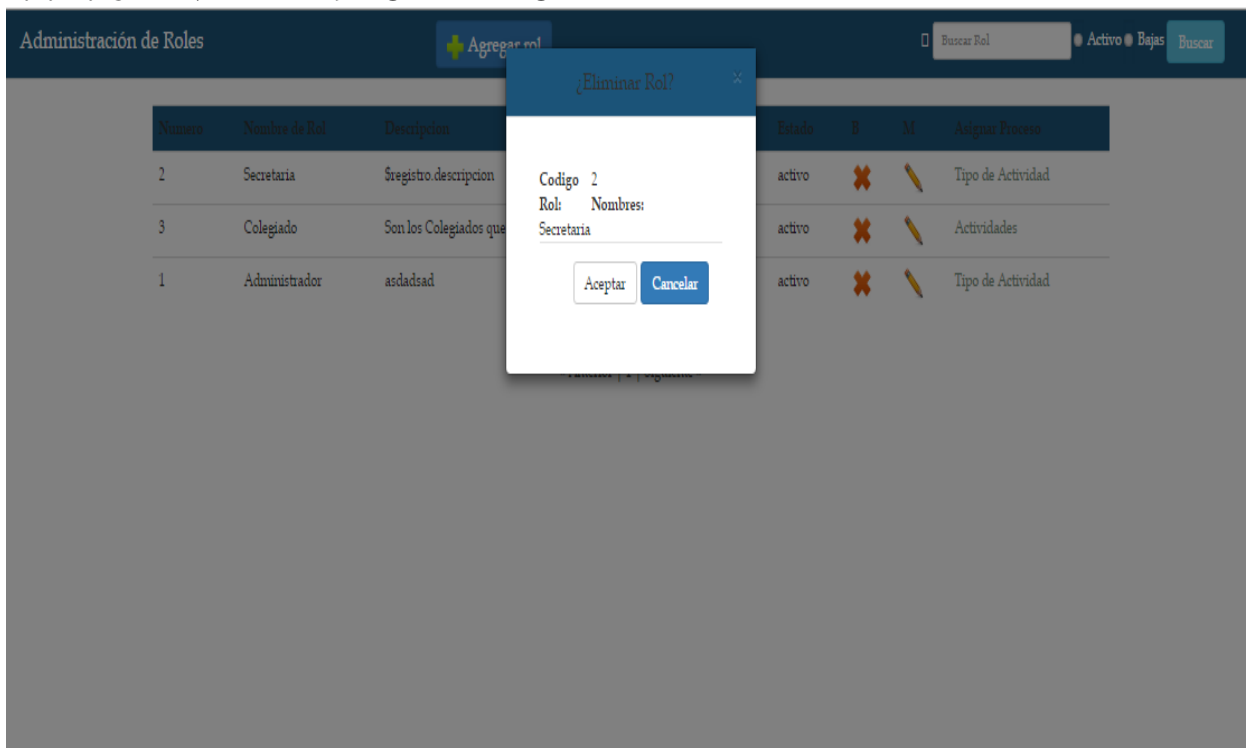 Administración de Roles
Agregar rol
Buscar Rol
Activo
Bajas
Buscar
¿Eliminar Rol?
×
Numero Nombre de Rol Descripcion Estado B M Asignar Proceso
2 Secretaria $registro.descripcion activo Tipo de Actividad
3 Colegiado Son los Colegiados que activo Actividades
1 Administrador asdadsad activo Tipo de Actividad
Codigo 2
Rol: Nombres:
Secretaria
Aceptar Cancelar